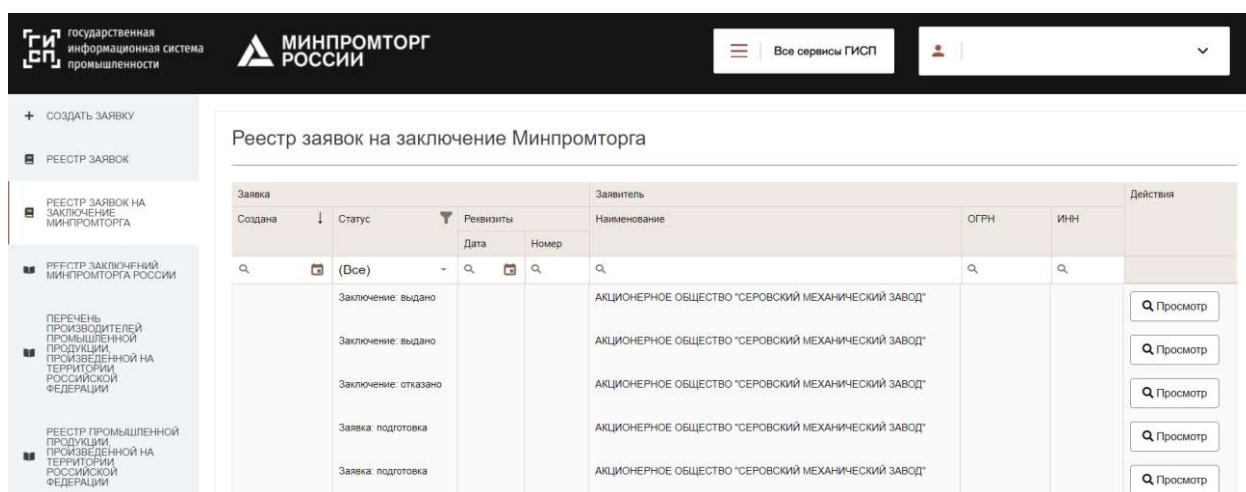 государственная
информационная система
промышленности
ГИСП
МИНПРОМТОРГ
РОССИИ
Все сервисы ГИСП
СОЗДАТЬ ЗАЯВКУ
РЕЕСТР ЗАЯВОК
РЕЕСТР ЗАЯВОК НА
ЗАКЛЮЧЕНИЕ
МИНПРОМТОРГА
РЕЕСТР ЗАКЛЮЧЕНИЙ
МИНПРОМТОРГА РОССИИ
ПЕРЕЧЕНЬ
ПРОИЗВОДИТЕЛЕЙ
ПРОМЫШЛЕННОЙ
ПРОДУКЦИИ,
ПРОИЗВЕДЕННОЙ НА
ТЕРРИТОРИИ
РОССИЙСКОЙ
ФЕДЕРАЦИИ
РЕЕСТР ПРОМЫШЛЕННОЙ
ПРОДУКЦИИ,
ПРОИЗВЕДЕННОЙ НА
ТЕРРИТОРИИ
РОССИЙСКОЙ
ФЕДЕРАЦИИ
Реестр заявок на заключение Минпромторга
Заявка Заявитель Действия
Создана Статус Реквизиты Наименование ОГРН ИНН
Дата Номер
(Все)
Заключение: выдано АКЦИОНЕРНОЕ ОБЩЕСТВО "СЕРОВСКИЙ МЕХАНИЧЕСКИЙ ЗАВОД" Просмотр
Заключение: выдано АКЦИОНЕРНОЕ ОБЩЕСТВО "СЕРОВСКИЙ МЕХАНИЧЕСКИЙ ЗАВОД" Просмотр
Заключение: отказано АКЦИОНЕРНОЕ ОБЩЕСТВО "СЕРОВСКИЙ МЕХАНИЧЕСКИЙ ЗАВОД" Просмотр
Заявка: подготовка АКЦИОНЕРНОЕ ОБЩЕСТВО "СЕРОВСКИЙ МЕХАНИЧЕСКИЙ ЗАВОД" Просмотр
Заявка: подготовка АКЦИОНЕРНОЕ ОБЩЕСТВО "СЕРОВСКИЙ МЕХАНИЧЕСКИЙ ЗАВОД" Просмотр